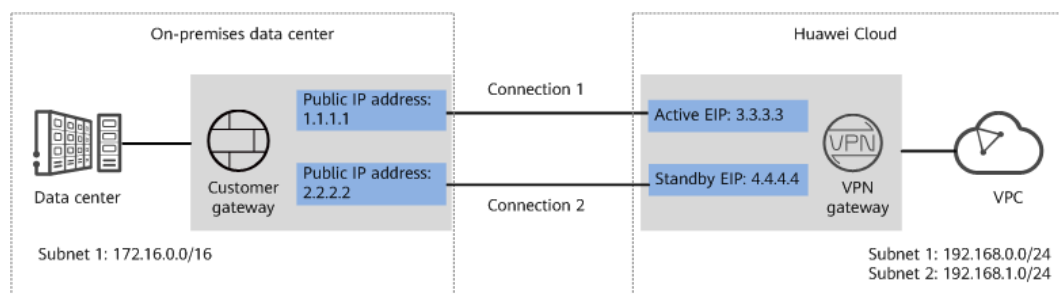 On-premises data center
Huawei Cloud
Public IP address:
1.1.1.1
Connection 1
Active EIP: 3.3.3.3
VPN
Public IP address:
2.2.2.2
Connection 2
Standby EIP: 4.4.4.4
Data center
Customer
gateway
VPN
gateway
VPC
Subnet 1: 172.16.0.0/16
Subnet 1: 192.168.0.0/24
Subnet 2: 192.168.1.0/24